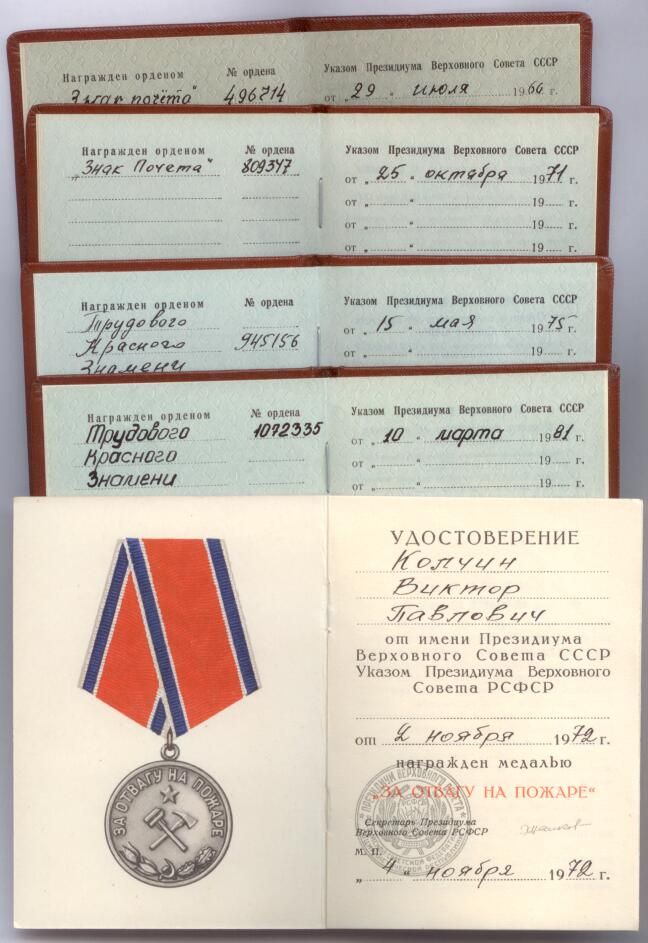 Награжден орденом № ордена Указом Президиума Верховного Совета СССР
"Знак почёта" 496714 от „ 29 “ июля 1966 г.
Награжден орденом № ордена Указом Президиума Верховного Совета СССР
„Знак Почета“ 809347 от „ 25 “ октября 1971 г.
от „ “ 19 г.
от „ “ 19 г.
от „ “ 19 г.
Награжден орденом № ордена Указом Президиума Верховного Совета СССР
Трудового от „ 15 “ мая 1975 г.
Красного 945156 от „ “ 19 г.
Знамени
Награжден орденом № ордена Указом Президиума Верховного Совета СССР
Трудового 1072335 от „ 10 “ марта 1981 г.
Красного от „ “ 19 г.
Знамени от „ “ 19 г.
ЗА ОТВАГУ НА ПОЖАРЕ
УДОСТОВЕРЕНИЕ
Колчин
Виктор
Павлович
от имени Президиума
Верховного Совета СССР
Указом Президиума Верховного
Совета РСФСР
от 2 ноября 1972 г.
награжден медалью
„ЗА ОТВАГУ НА ПОЖАРЕ“
Секретарь Президиума
Верховного Совета РСФСР
М. П.
„ 4 “ ноября 1972 г.